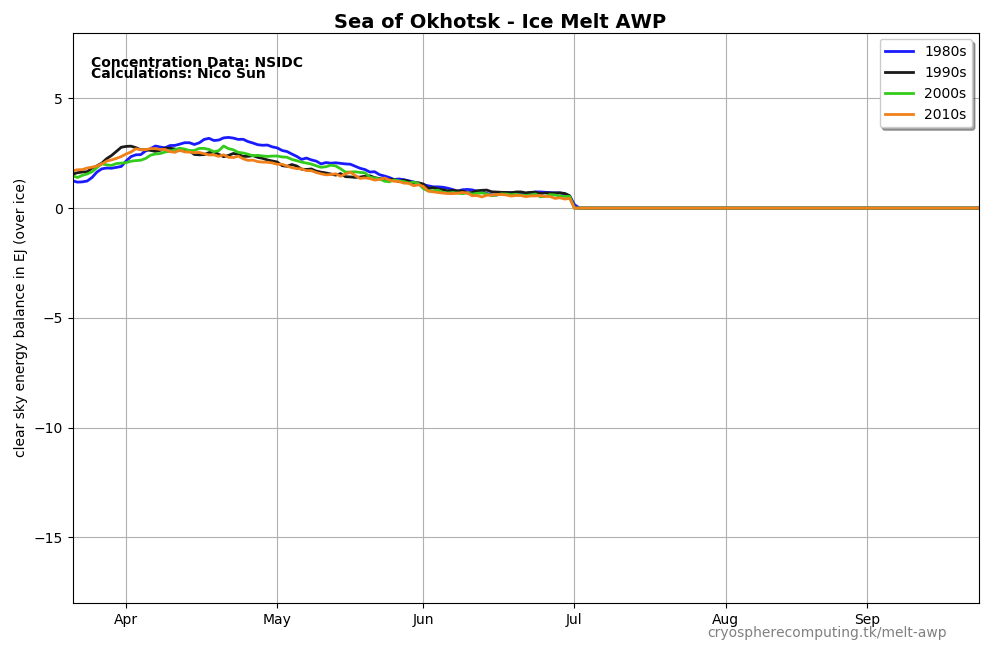 Sea of Okhotsk - Ice Melt AWP
Concentration Data: NSIDC
Calculations: Nico Sun
1980s
1990s
2000s
2010s
clear sky energy balance in EJ (over ice)
5
0
−5
−10
−15
Apr May Jun Jul Aug Sep
cryospherecomputing.tk/melt-awp